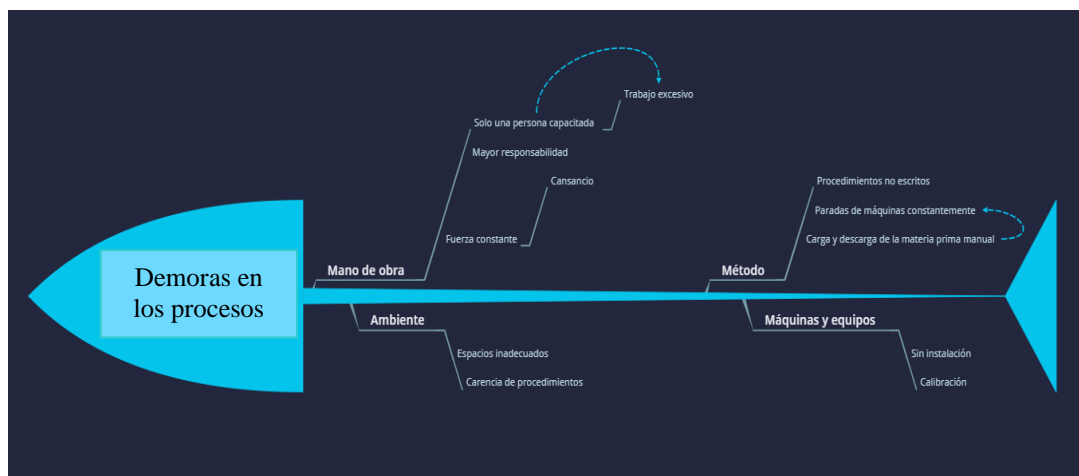 Trabajo excesivo
Solo una persona capacitada
Mayor responsabilidad
Cansancio
Fuerza constante
Mano de obra
Procedimientos no escritos
Paradas de máquinas constantemente
Carga y descarga de la materia prima manual
Método
Demoras en
los procesos
Ambiente
Espacios inadecuados
Carencia de procedimientos
Máquinas y equipos
Sin instalación
Calibración